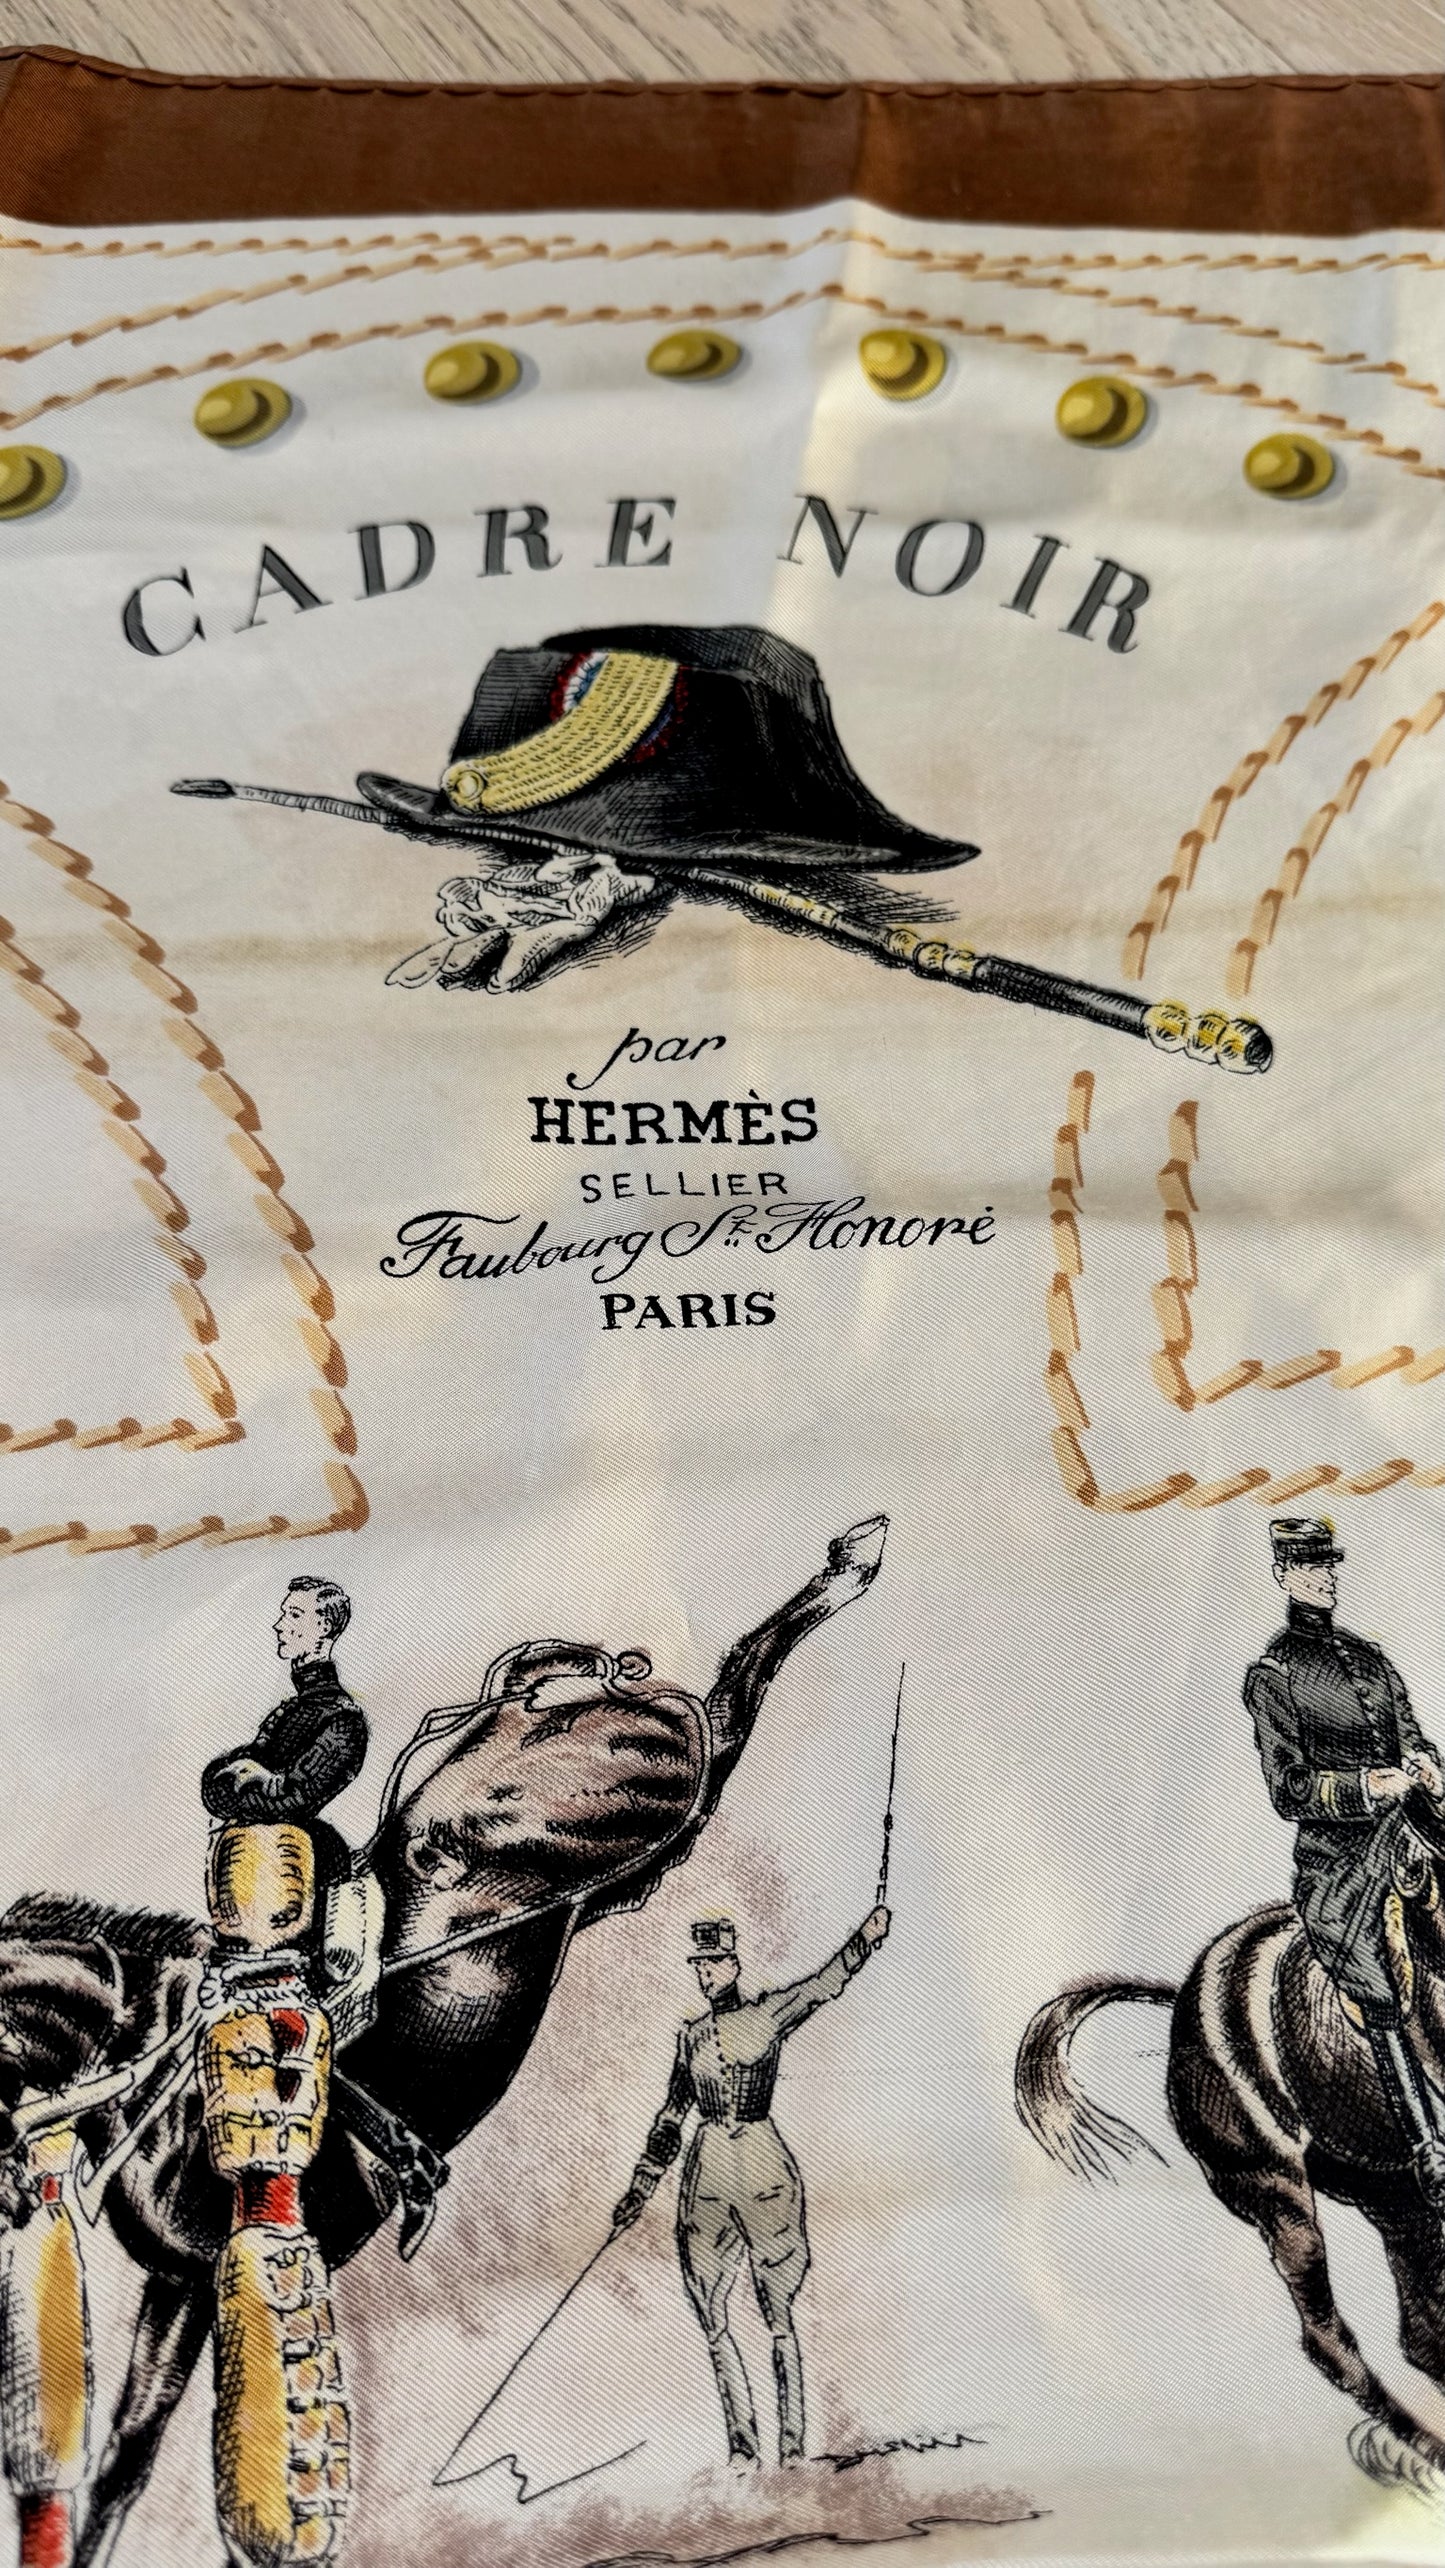 CADRE NOIR
par
HERMÈS
SELLIER
Faubourg St Honoré
PARIS